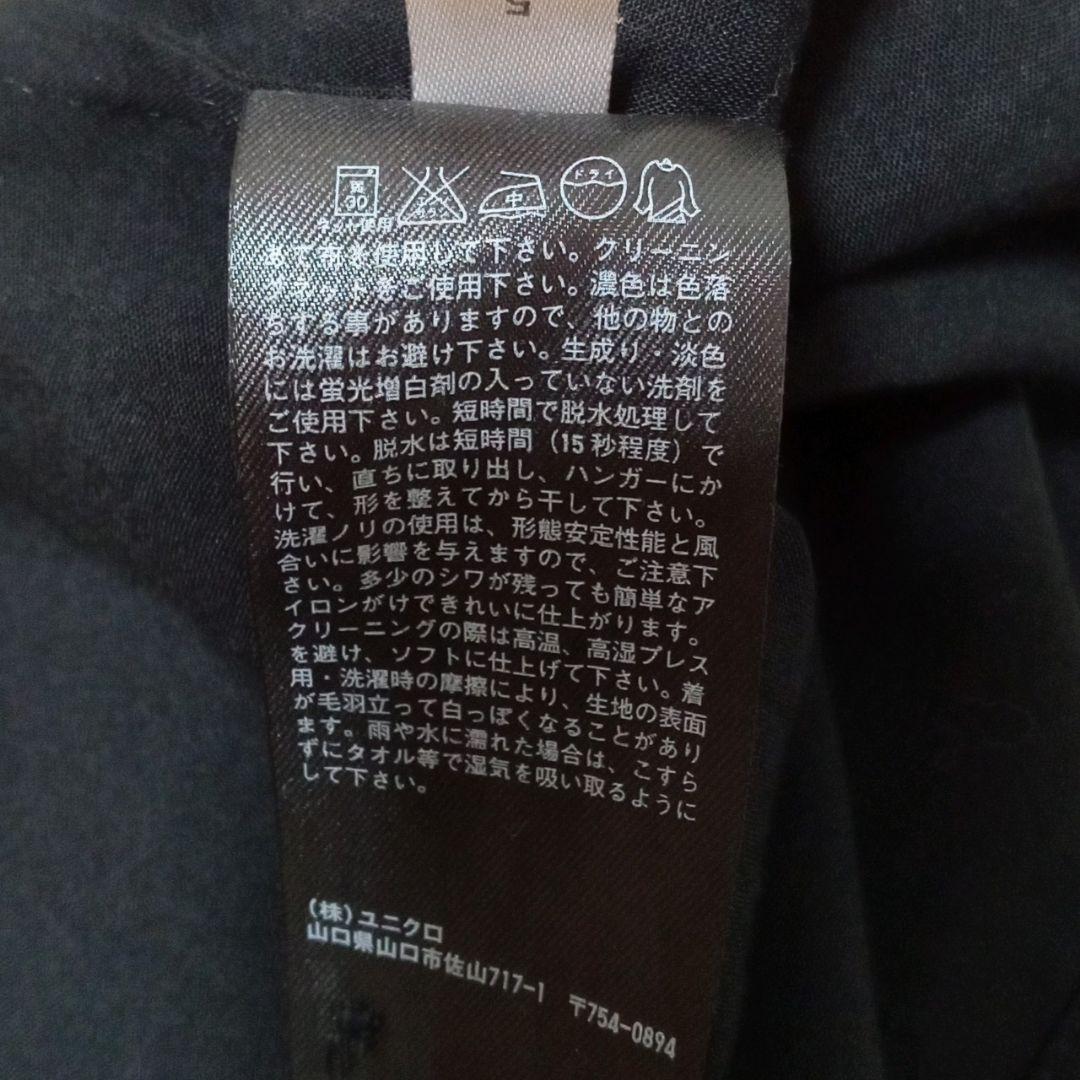 5
弱
30
エンソ
サラシ
中
ドライ
ネット使用
あて布を使用して下さい。クリーニン
グネットをご使用下さい。濃色は色落
ちする事がありますので、他の物との
お洗濯はお避け下さい。生成り・淡色
には蛍光増白剤の入っていない洗剤を
ご使用下さい。短時間で脱水処理して
下さい。脱水は短時間（15秒程度）で
行い、直ちに取り出し、ハンガーにか
けて、形を整えてから干して下さい。
洗濯ノリの使用は、形態安定性能と風
合いに影響を与えますので、ご注意下
さい。多少のシワが残っても簡単なア
イロンがけできれいに仕上がります。
クリーニングの際は高温、高湿プレス
を避け、ソフトに仕上げて下さい。着
用・洗濯時の摩擦により、生地の表面
が毛羽立って白っぽくなることがあり
ます。雨や水に濡れた場合は、こすら
ずにタオル等で湿気を吸い取るように
して下さい。
(株)ユニクロ
山口県山口市佐山717-1 〒754-0894